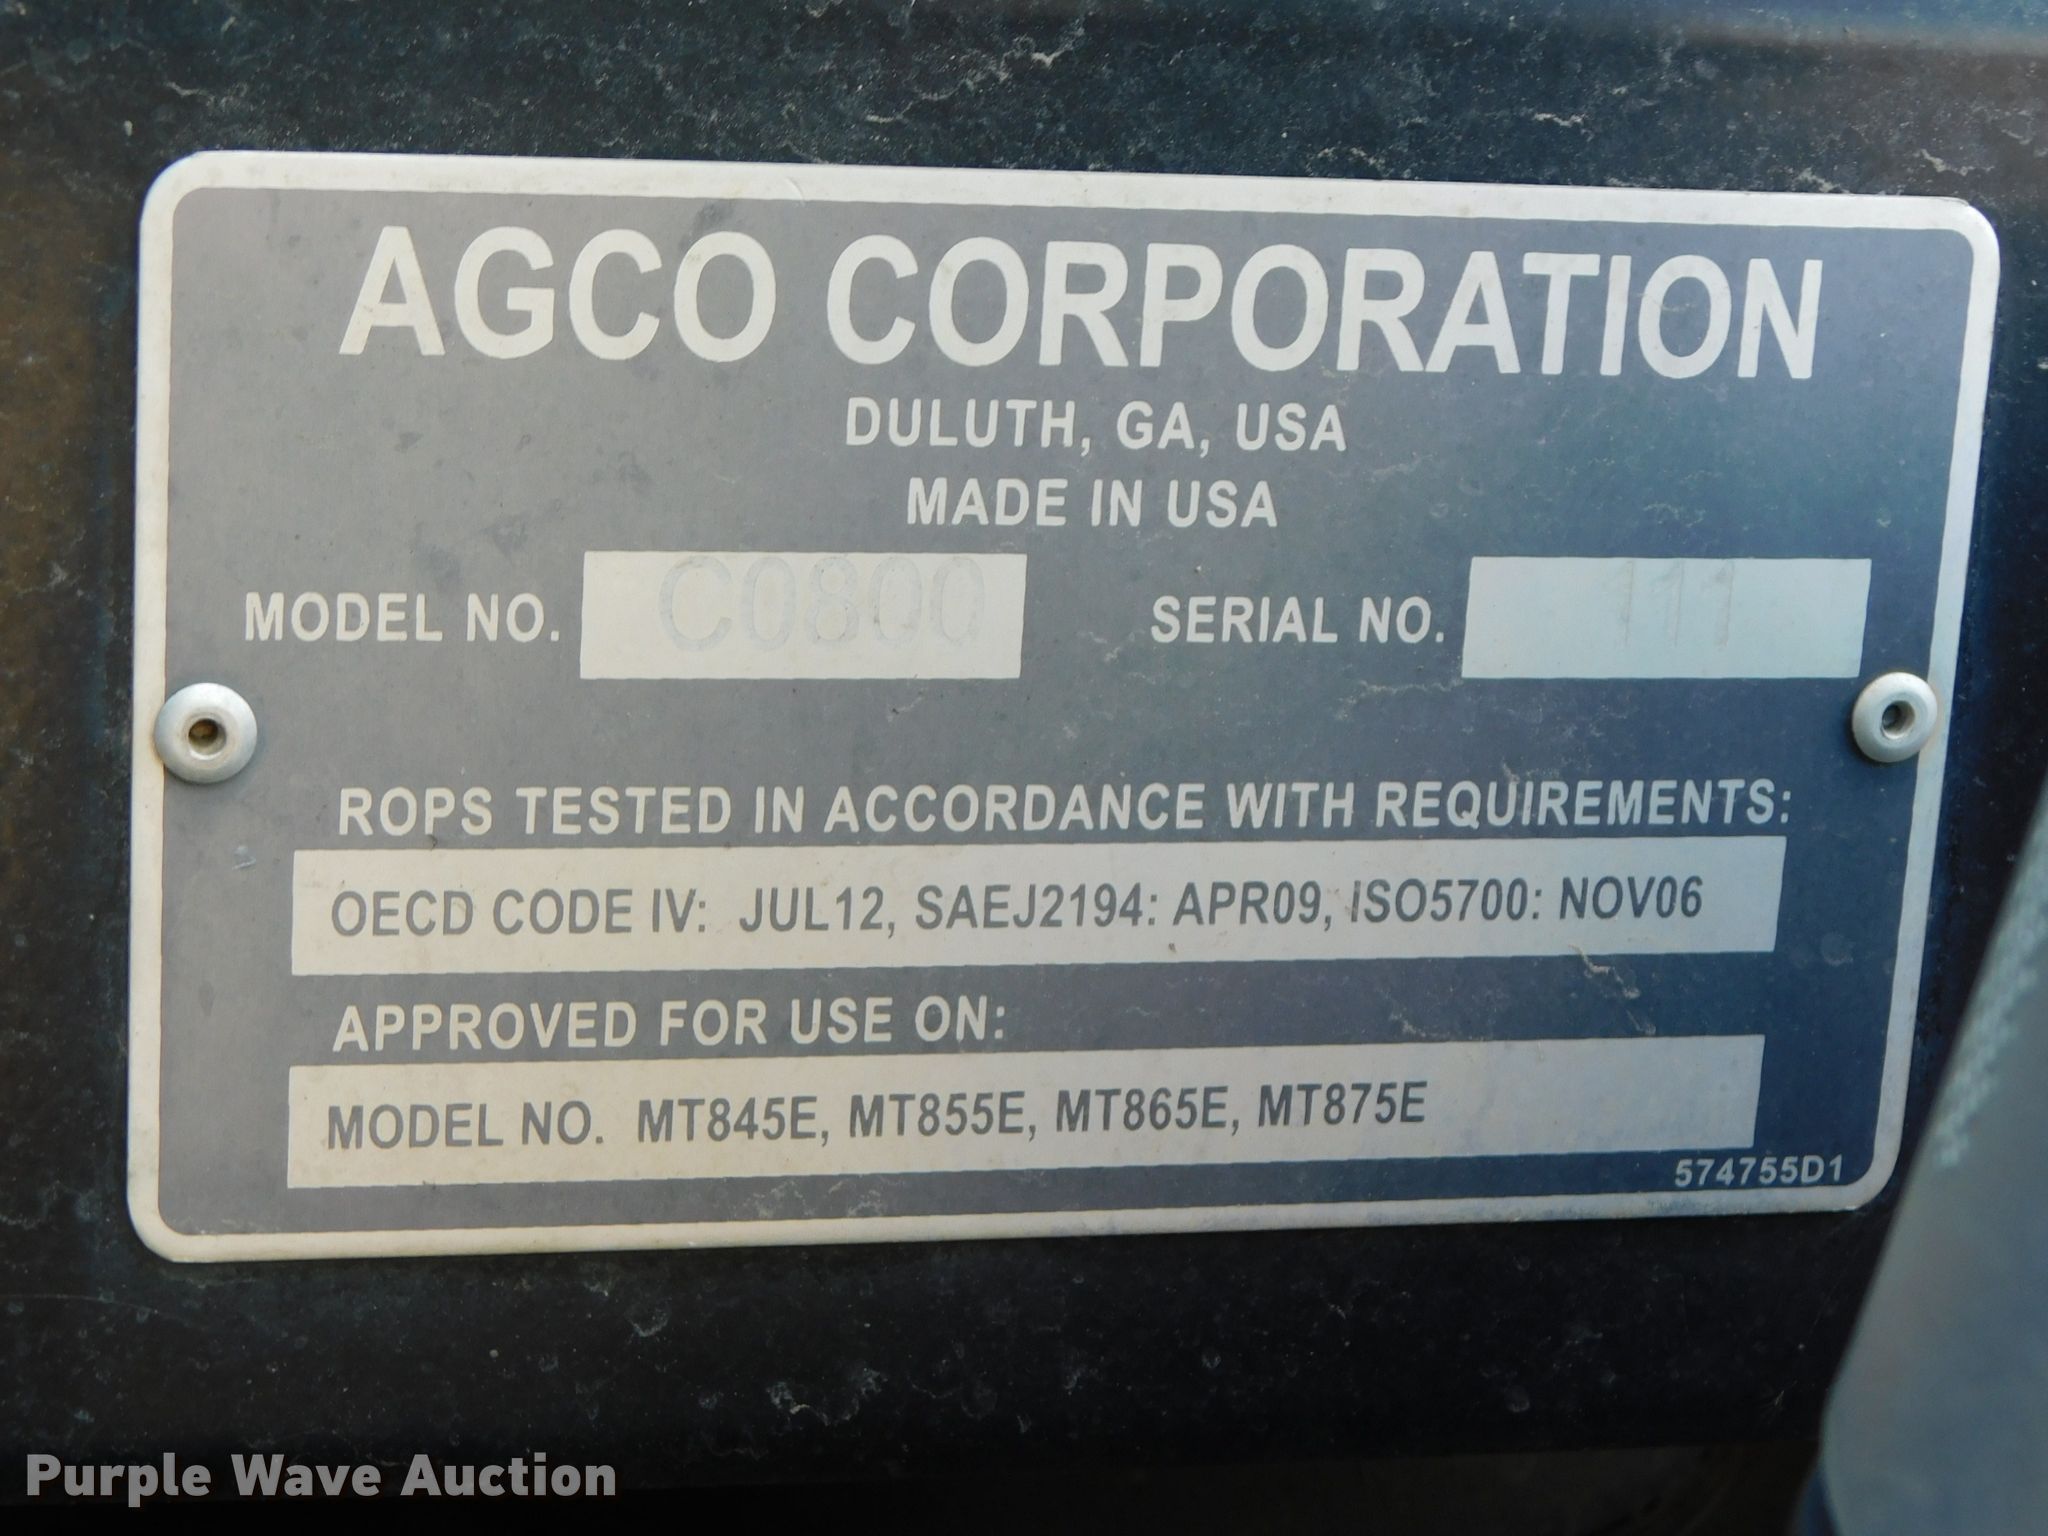 AGCO CORPORATION
DULUTH, GA, USA
MADE IN USA
MODEL NO. C0800 SERIAL NO. 111
ROPS TESTED IN ACCORDANCE WITH REQUIREMENTS:
OECD CODE IV: JUL12, SAEJ2194: APR09, ISO5700: NOV06
APPROVED FOR USE ON:
MODEL NO. MT845E, MT855E, MT865E, MT875E
574755D1
Purple Wave Auction